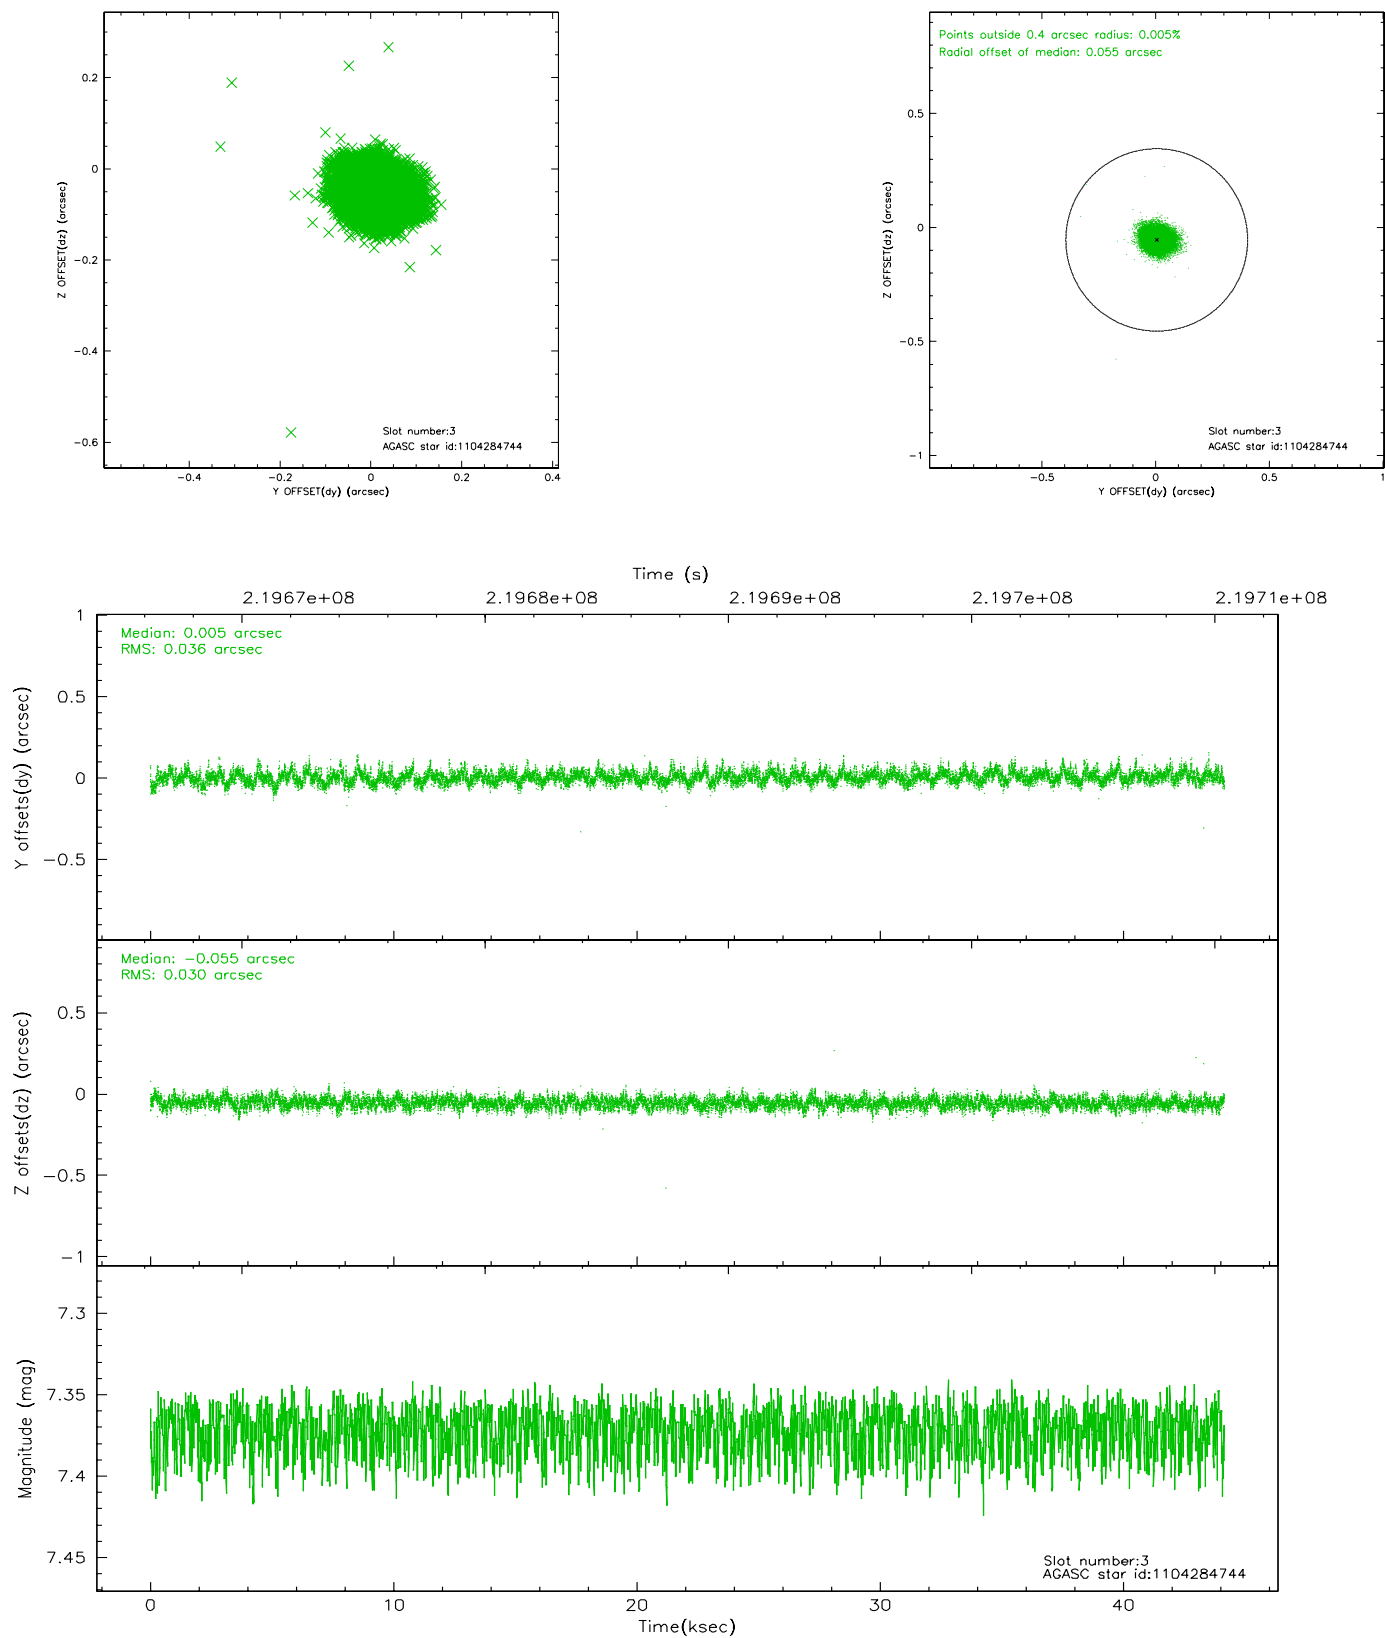 0.2
0
−0.2
−0.4
−0.6
Z OFFSET(dz) (arcsec)
Slot number:3
AGASC star id:1104284744
−0.4 −0.2 0 0.2 0.4
Y OFFSET(dy) (arcsec)
Points outside 0.4 arcsec radius: 0.005%
Radial offset of median: 0.055 arcsec
0.5
0
−0.5
−1
Z OFFSET(dz) (arcsec)
Slot number:3
AGASC star id:1104284744
−0.5 0 0.5 1
Y OFFSET(dy) (arcsec)
Time (s)
2.1967e+08 2.1968e+08 2.1969e+08 2.197e+08 2.1971e+08
Median: 0.005 arcsec
RMS: 0.036 arcsec
1
0.5
0
−0.5
Y offsets(dy) (arcsec)
Median: −0.055 arcsec
RMS: 0.030 arcsec
0.5
0
−0.5
−1
Z offsets(dz) (arcsec)
7.3
7.35
7.4
7.45
Magnitude (mag)
Slot number:3
AGASC star id:1104284744
0 10 20 30 40
Time(ksec)